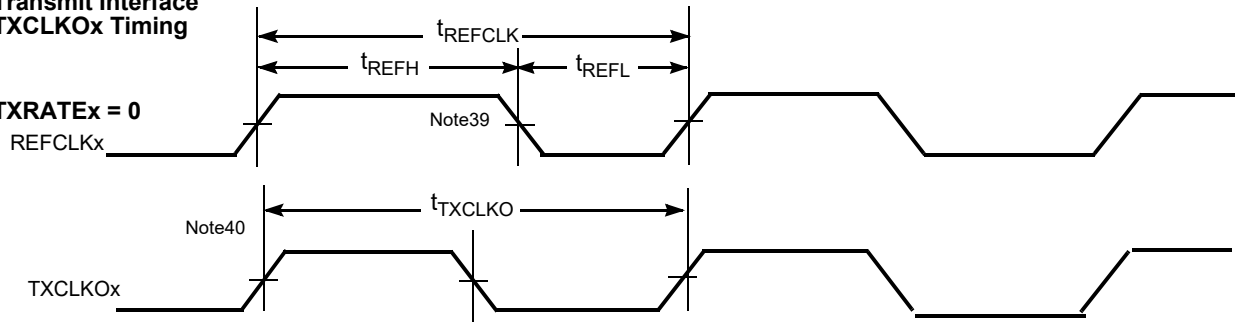 Transmit Interface
TXCLKOx Timing
tREFCLK
tREFH
tREFL
TXRATEx = 0
Note39
REFCLKx
tTXCLKO
Note40
TXCLKOx